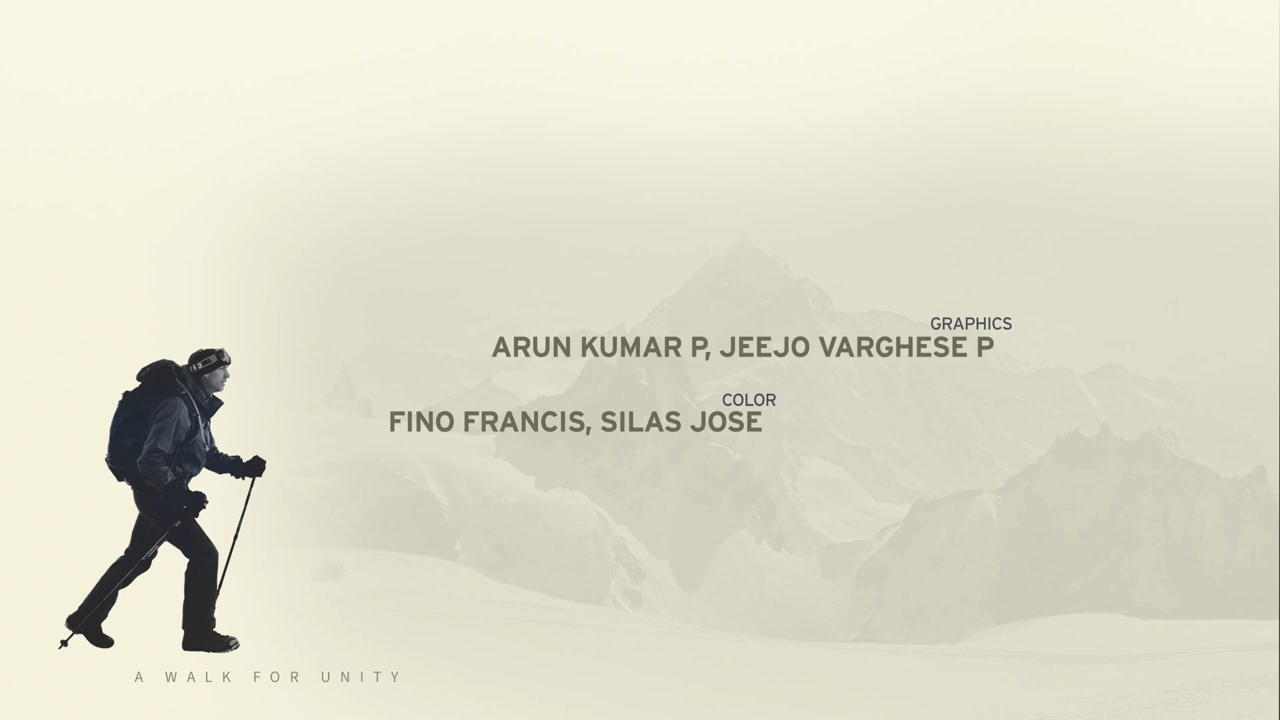 GRAPHICS
ARUN KUMAR P, JEEJO VARGHESE P
COLOR
FINO FRANCIS, SILAS JOSE
A WALK FOR UNITY